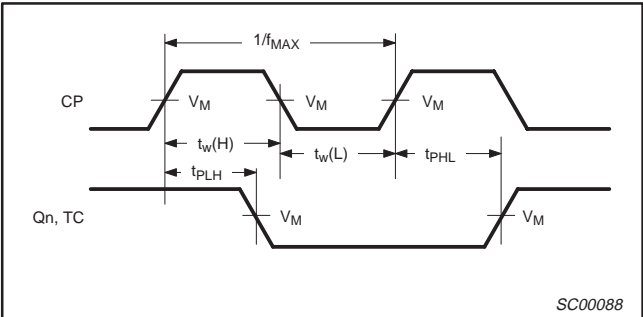 1/fMAX
CP
VM
VM
VM
tw(H)
tw(L)
tPHL
tPLH
Qn, TC
VM
VM
SC00088